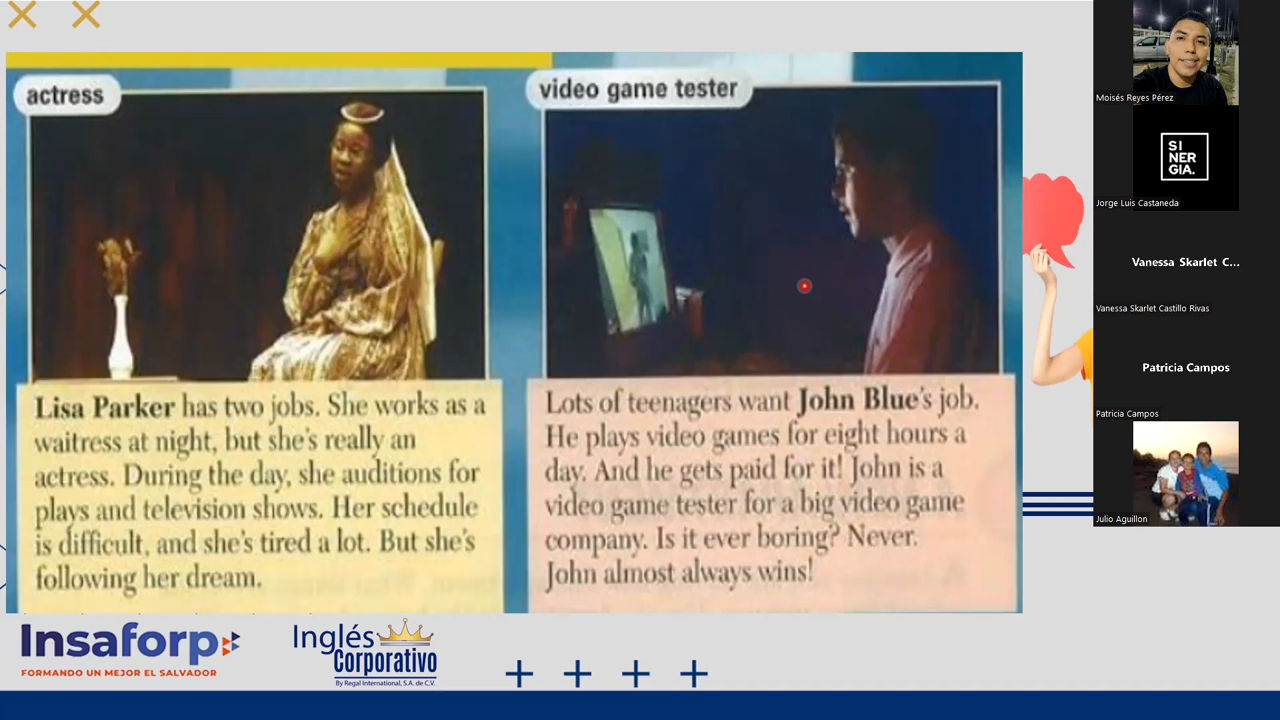 actress
Lisa Parker has two jobs. She works as a
waitress at night, but she's really an
actress. During the day, she auditions for
plays and television shows. Her schedule
is difficult, and she's tired a lot. But she's
following her dream.
video game tester
Lots of teenagers want John Blue's job.
He plays video games for eight hours a
day. And he gets paid for it! John is a
video game tester for a big video game
company. Is it ever boring? Never.
John almost always wins!
Insaforp
FORMANDO UN MEJOR EL SALVADOR
Inglés
Corporativo
By Regal International, S.A. de C.V.
Moisés Reyes Pérez
SI
NER
GIA.
Jorge Luis Castaneda
Vanessa Skarlet C...
Vanessa Skarlet Castillo Rivas
Patricia Campos
Patricia Campos
Julio Aguillon